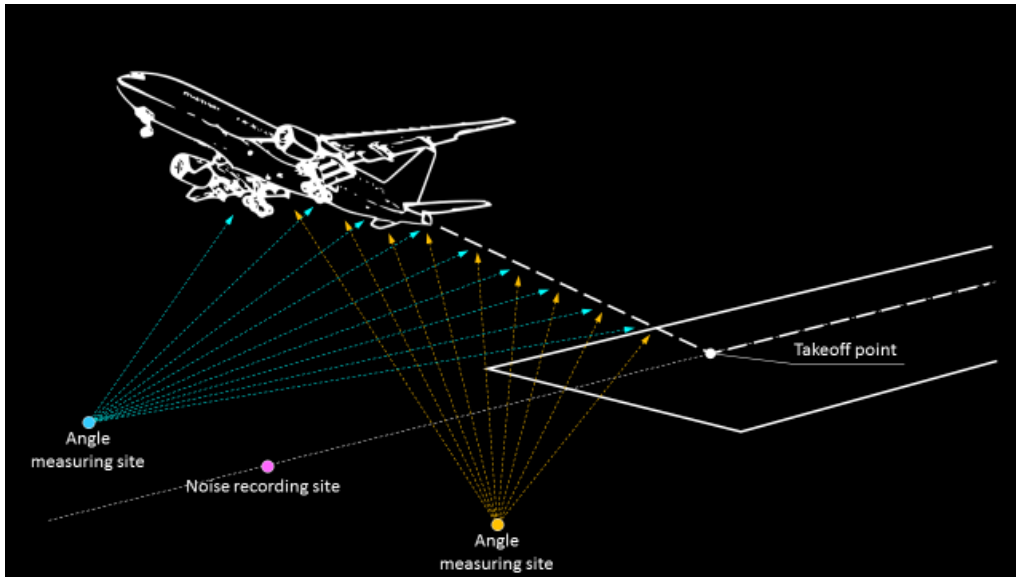 Takeoff point
Angle
measuring site
Noise recording site
Angle
measuring site